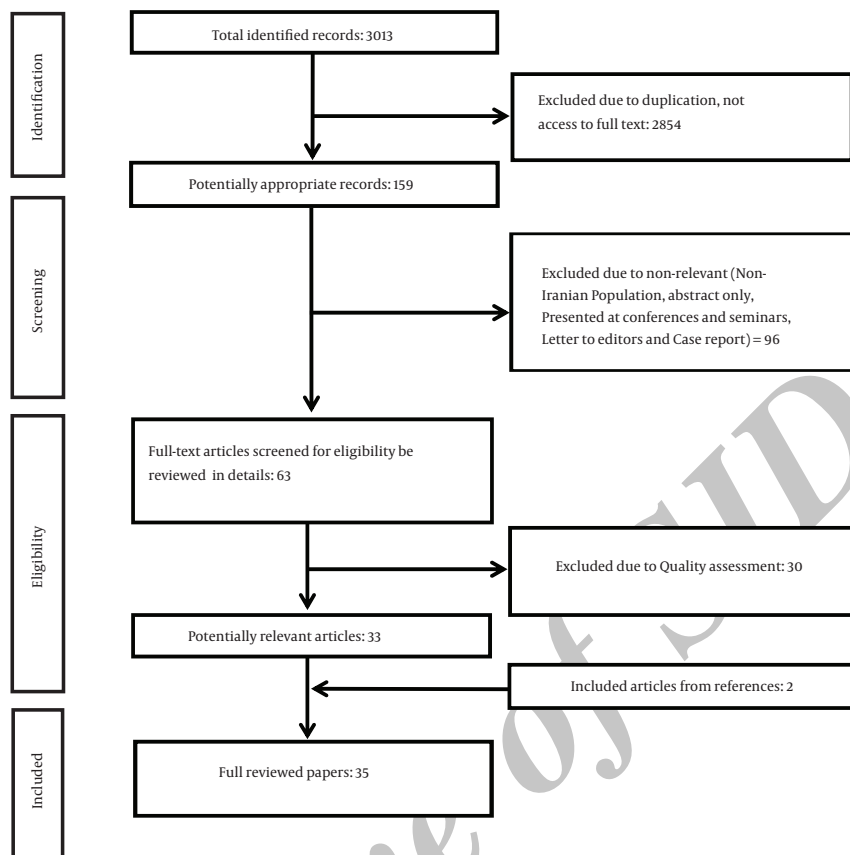 Identification
Total identified records: 3013
Excluded due to duplication, not
access to full text: 2854
Potentially appropriate records: 159
Screening
Excluded due to non-relevant (Non-
Iranian Population, abstract only,
Presented at conferences and seminars,
Letter to editors and Case report) = 96
Full-text articles screened for eligibility be
reviewed in details: 63
Eligibility
Excluded due to Quality assessment: 30
Potentially relevant articles: 33
Included articles from references: 2
Included
Full reviewed papers: 35
of SID